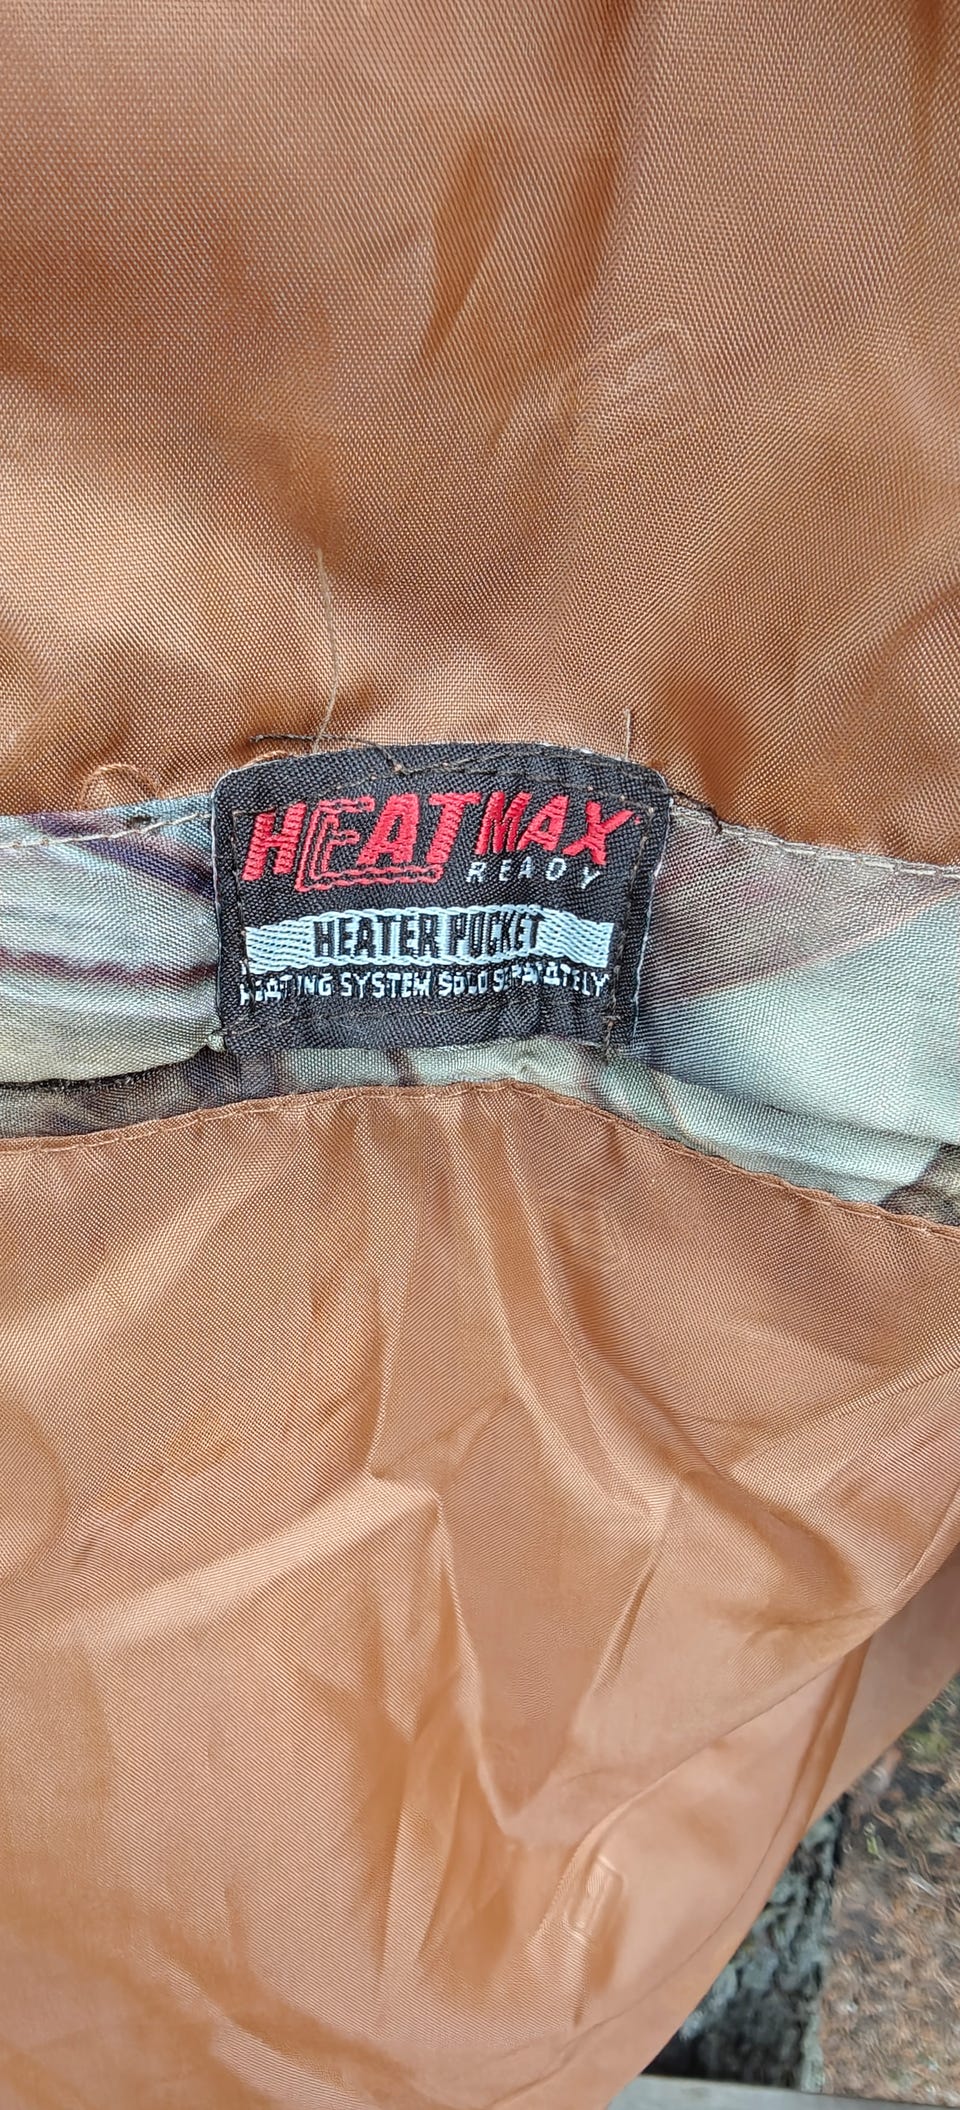 HEATMAX
READY
HEATER POCKET
HEATING SYSTEM SOLD SEPARATELY